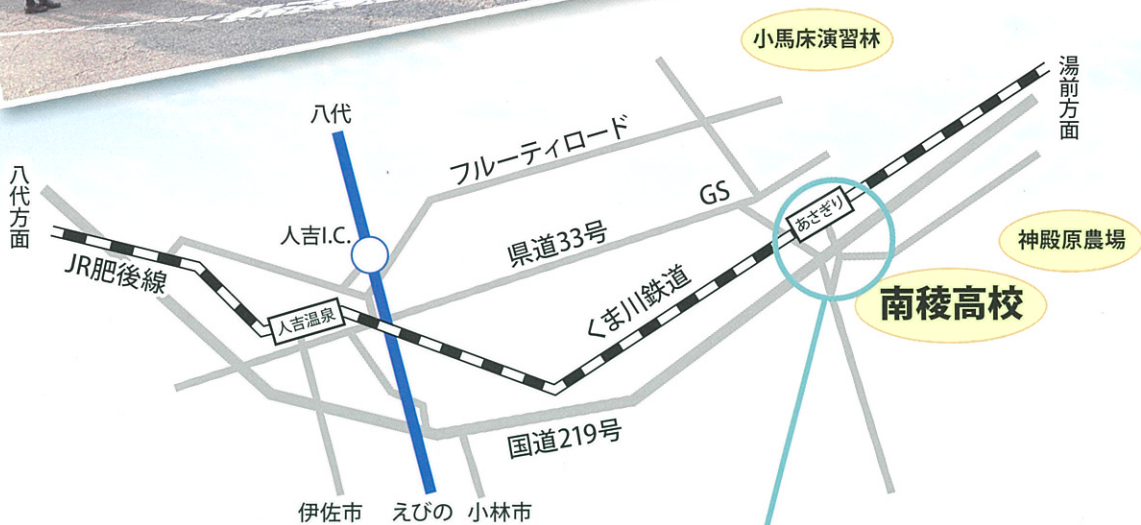 小馬床演習林
湯前方面
八代
フルーティロード
八代方面
GS
あさぎり
人吉I.C.
県道33号
神殿原農場
JR肥後線
南稜高校
人吉温泉
くま川鉄道
国道219号
伊佐市
えびの
小林市